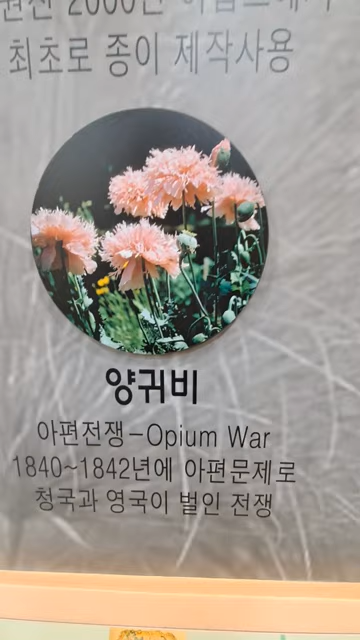 최초로 종이 제작사용
양귀비
아편전쟁-Opium War
1840~1842년에 아편문제로
청국과 영국이 벌인 전쟁